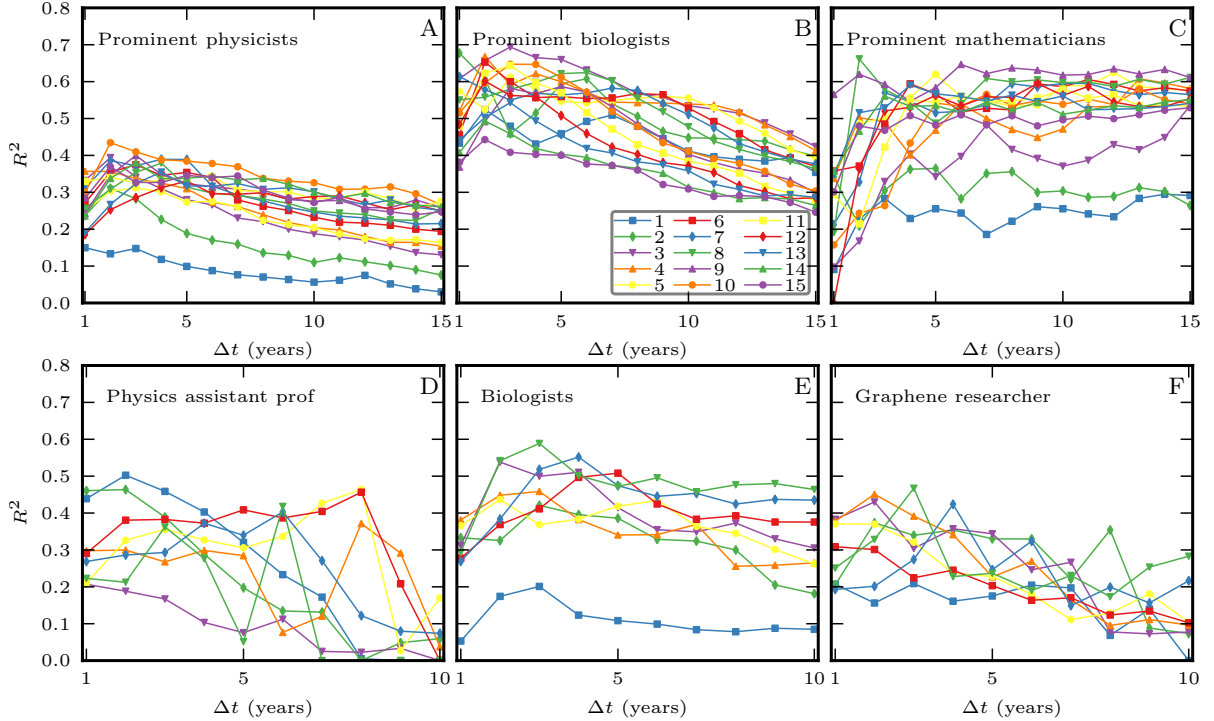 0.8
0.7
0.6
0.5
0.4
0.3
0.2
0.1
0.0
R²
Prominent physicists
A
1 5 10 15
Δt (years)
Prominent biologists
B
1 6 11
2 7 12
3 8 13
4 9 14
5 10 15
1 5 10 15
Δt (years)
Prominent mathematicians
C
1 5 10 15
Δt (years)
0.8
0.7
0.6
0.5
0.4
0.3
0.2
0.1
0.0
R²
Physics assistant prof
D
1 5 10
Δt (years)
Biologists
E
1 5 10
Δt (years)
Graphene researcher
F
1 5 10
Δt (years)